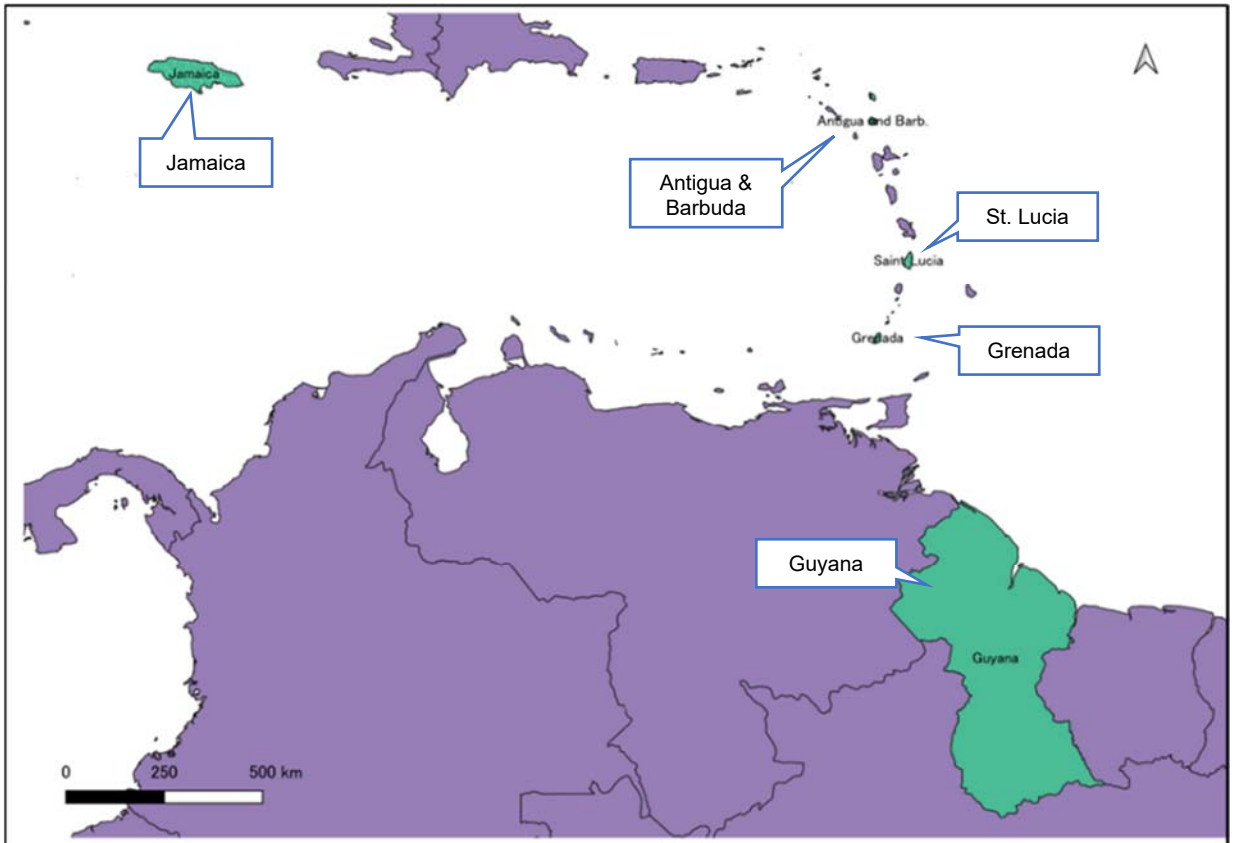 Jamaica
Antigua and Barb.
Jamaica
Antigua &
Barbuda
St. Lucia
Saint Lucia
Grenada
Grenada
Guyana
Guyana
0 250 500 km